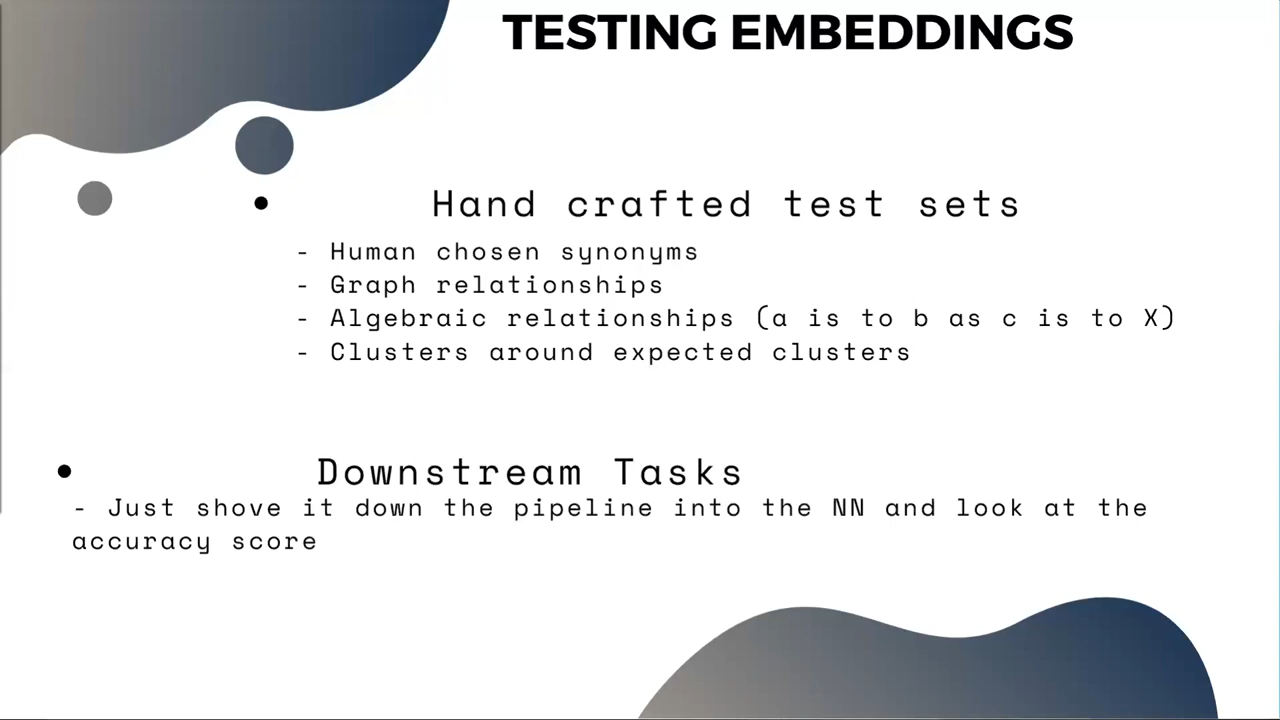 TESTING EMBEDDINGS
• Hand crafted test sets
- Human chosen synonyms
- Graph relationships
- Algebraic relationships (a is to b as c is to X)
- Clusters around expected clusters
• Downstream Tasks
- Just shove it down the pipeline into the NN and look at the
accuracy score